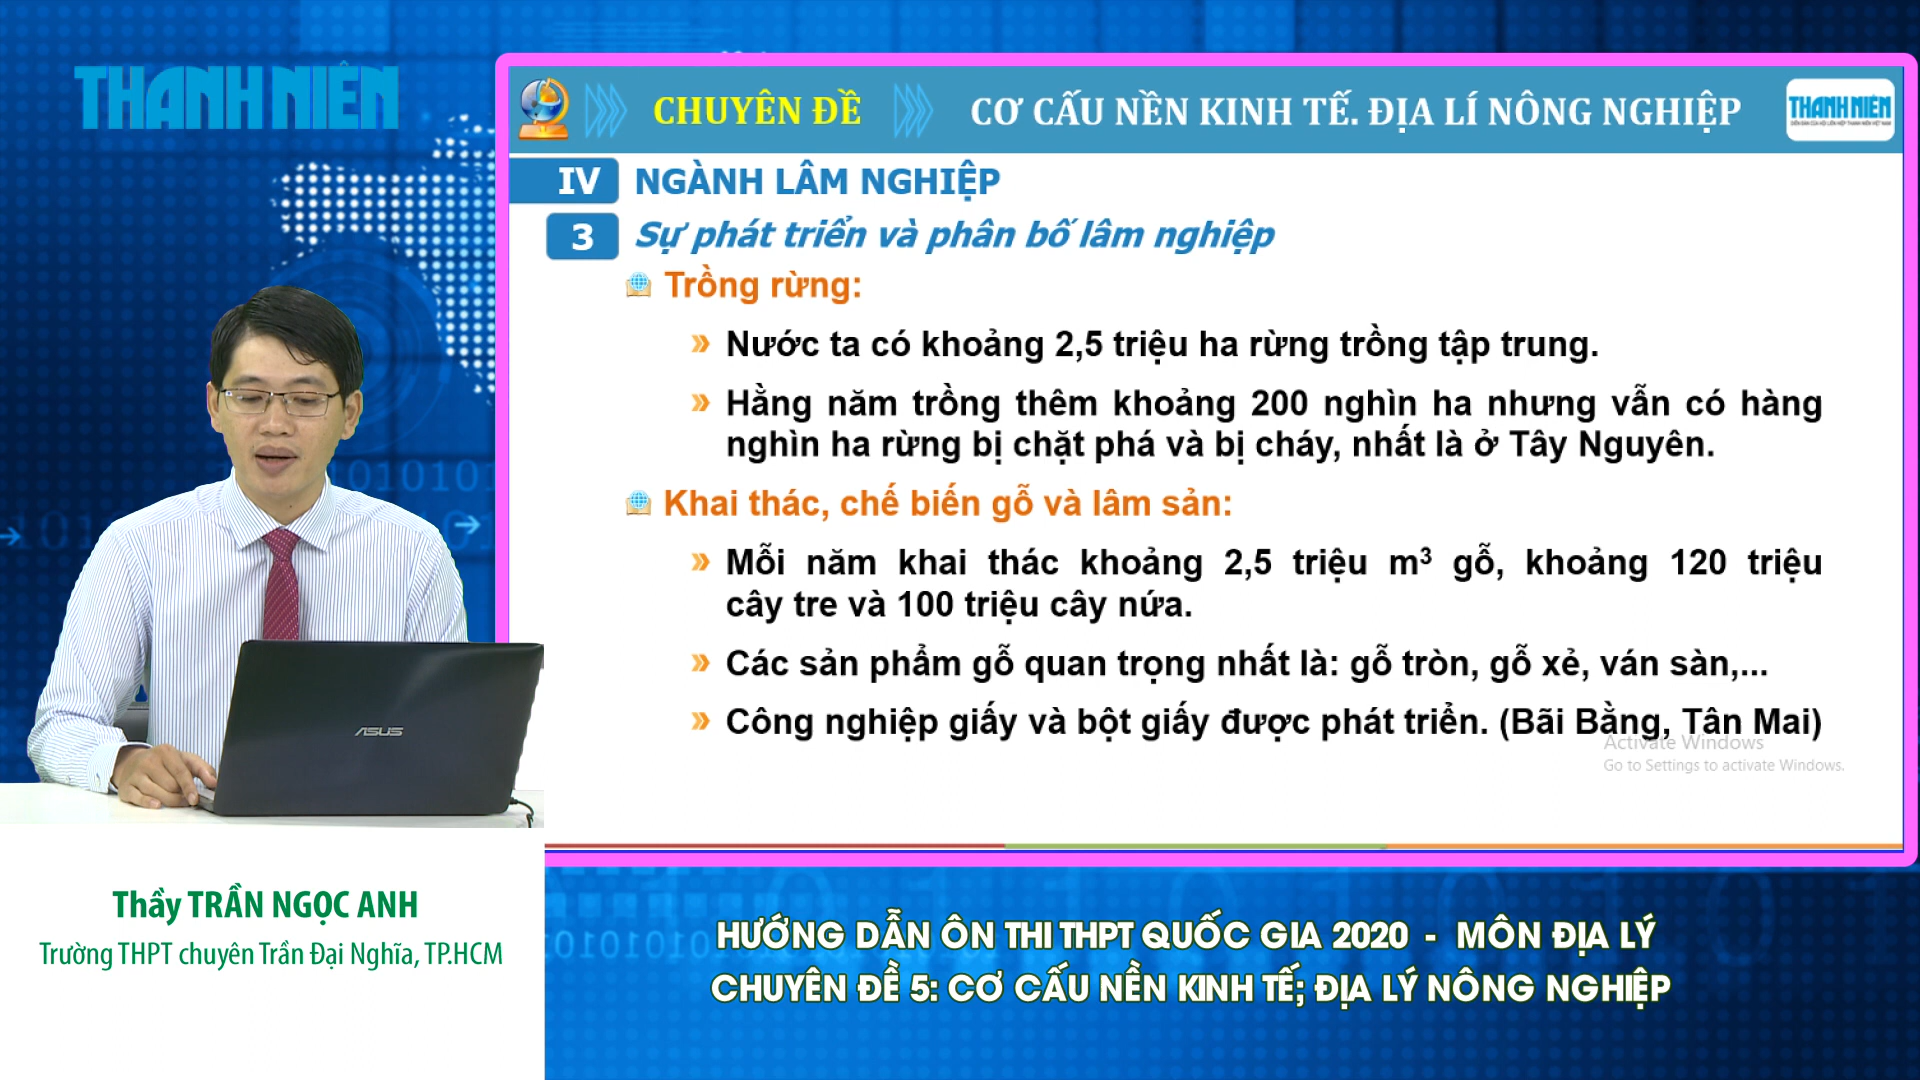 THANH NIÊN
CHUYÊN ĐỀ
CƠ CẤU NỀN KINH TẾ. ĐỊA LÍ NÔNG NGHIỆP
THANH NIÊN
IV
NGÀNH LÂM NGHIỆP
3
Sự phát triển và phân bố lâm nghiệp
Trồng rừng:
» Nước ta có khoảng 2,5 triệu ha rừng trồng tập trung.
» Hằng năm trồng thêm khoảng 200 nghìn ha nhưng vẫn có hàng
nghìn ha rừng bị chặt phá và bị cháy, nhất là ở Tây Nguyên.
Khai thác, chế biến gỗ và lâm sản:
» Mỗi năm khai thác khoảng 2,5 triệu m³ gỗ, khoảng 120 triệu
cây tre và 100 triệu cây nứa.
» Các sản phẩm gỗ quan trọng nhất là: gỗ tròn, gỗ xẻ, ván sàn,...
» Công nghiệp giấy và bột giấy được phát triển. (Bãi Bằng, Tân Mai)
Activate Windows
Go to Settings to activate Windows.
ASUS
Thầy TRẦN NGỌC ANH
Trường THPT chuyên Trần Đại Nghĩa, TP.HCM
HƯỚNG DẪN ÔN THI THPT QUỐC GIA 2020 - MÔN ĐỊA LÝ
CHUYÊN ĐỀ 5: CƠ CẤU NỀN KINH TẾ; ĐỊA LÝ NÔNG NGHIỆP